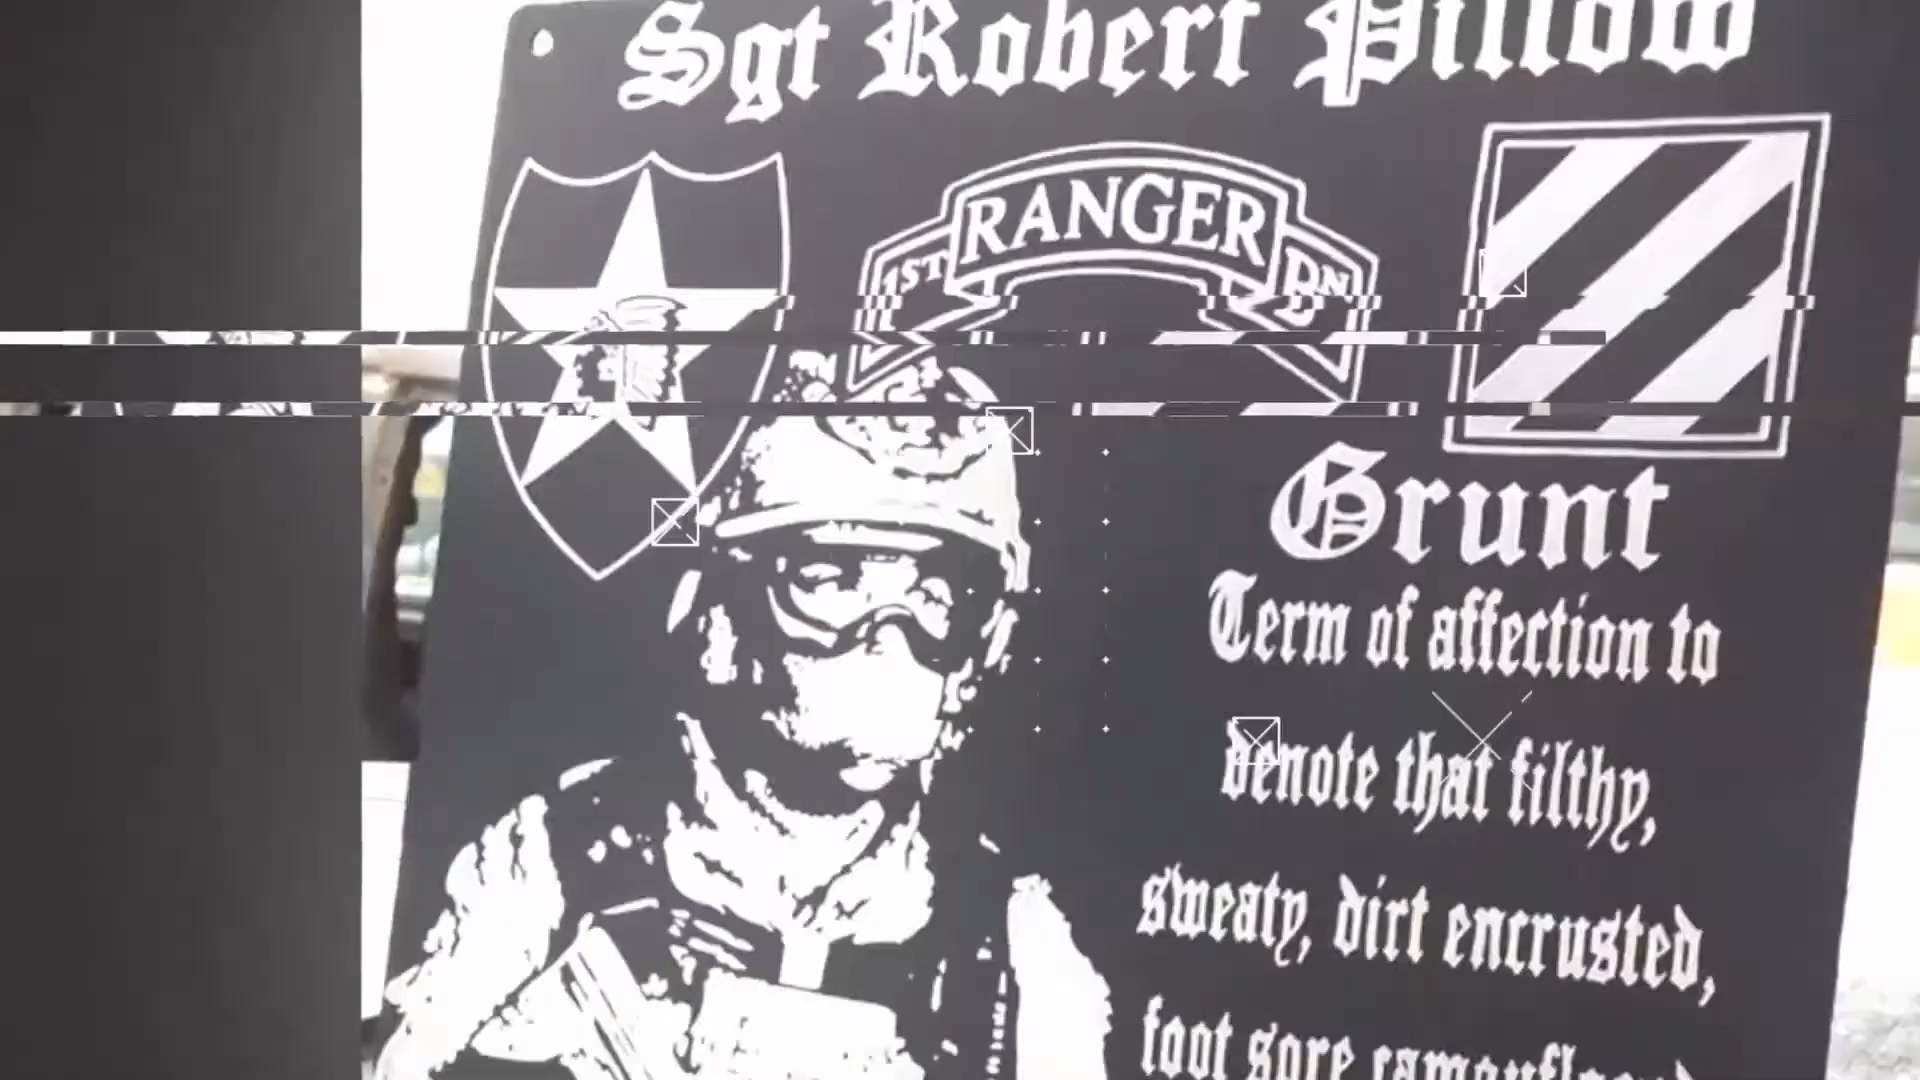 Sgt Robert Pillow
1ST RANGER BN
Grunt
Term of affection to
denote that filthy,
sweaty, dirt encrusted,
foot sore camouflaged